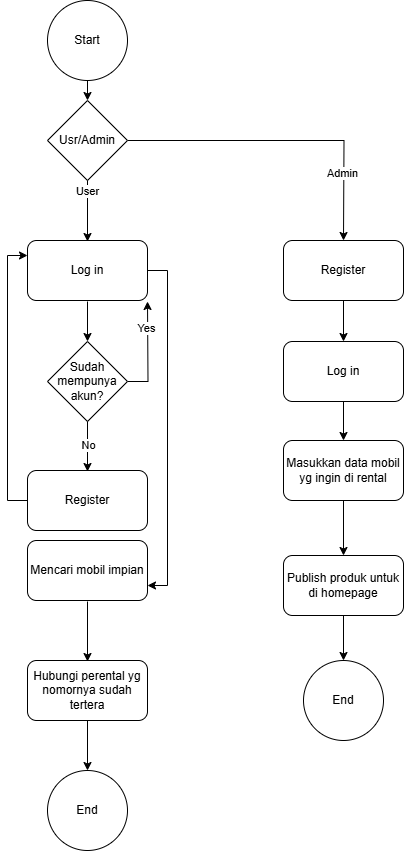 Start
Usr/Admin
User
Admin
Log in
Register
Yes
Sudah
mempunya
akun?
Log in
No
Masukkan data mobil
yg ingin di rental
Register
Mencari mobil impian
Publish produk untuk
di homepage
Hubungi perental yg
nomornya sudah
tertera
End
End